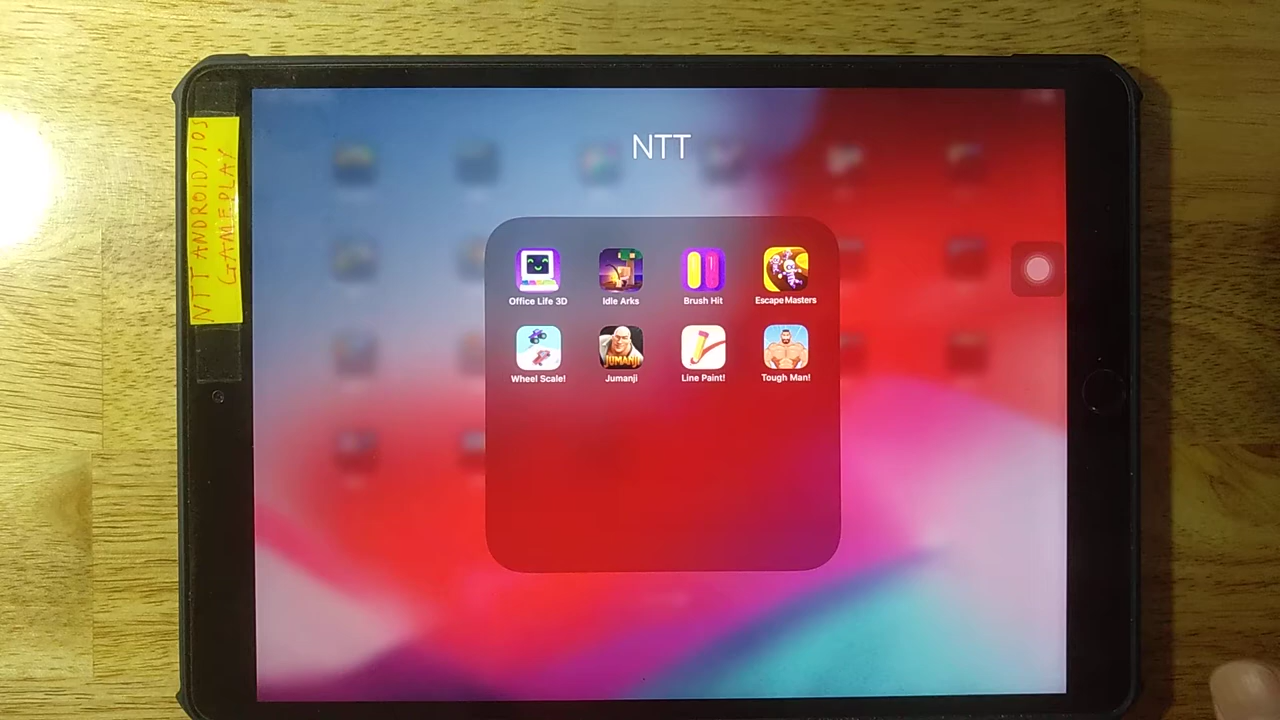 NTT ANDROID/IOS
GAMEPLAY
NTT
Office Life 3D
Idle Arks
Brush Hit
Escape Masters
JUMANJI
Wheel Scale!
Jumanji
Line Paint!
Tough Man!